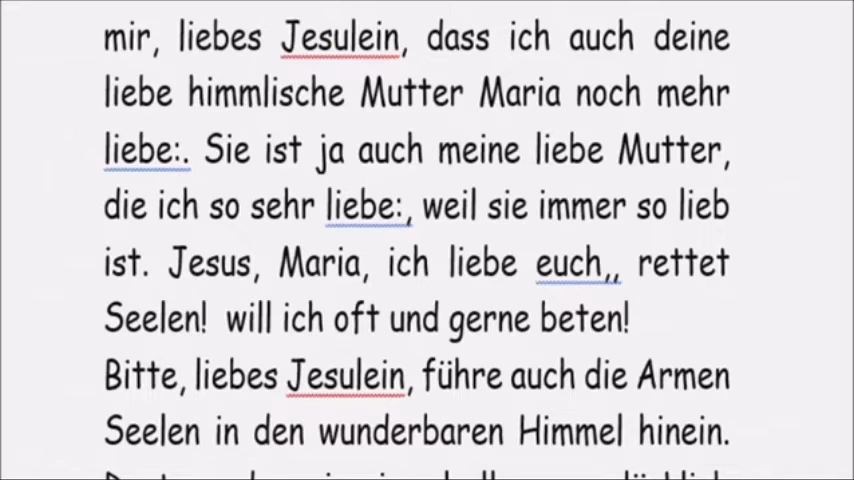 mir, liebes Jesulein, dass ich auch deine
liebe himmlische Mutter Maria noch mehr
liebe:. Sie ist ja auch meine liebe Mutter,
die ich so sehr liebe:, weil sie immer so lieb
ist. Jesus, Maria, ich liebe euch,, rettet
Seelen!  will ich oft und gerne beten!
Bitte, liebes Jesulein, führe auch die Armen
Seelen in den wunderbaren Himmel hinein.